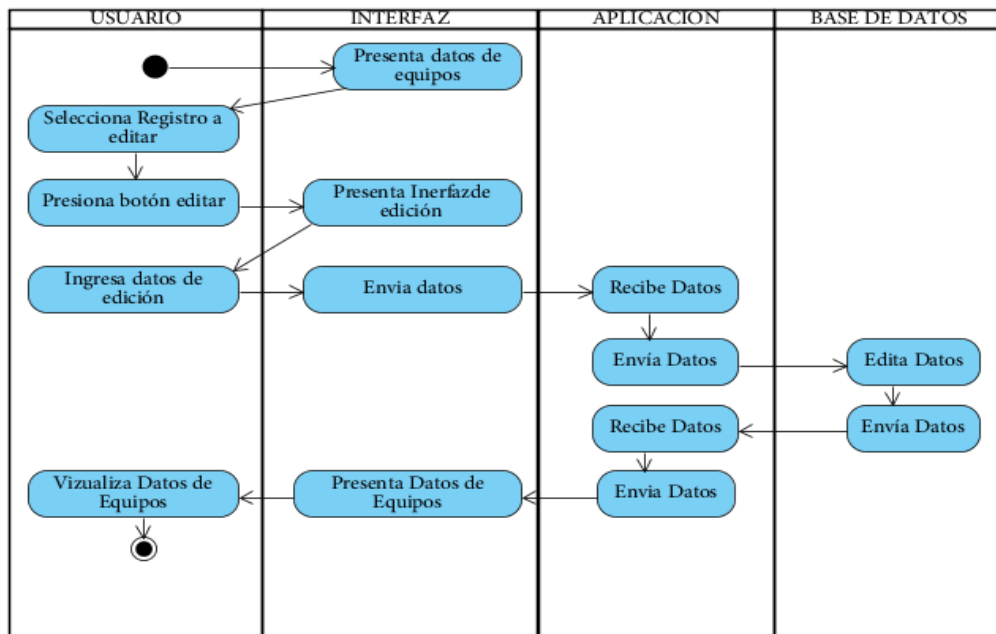 USUARIO
INTERFAZ
APLICACION
BASE DE DATOS
Presenta datos de
equipos
Selecciona Registro a
editar
Presiona botón editar
Presenta Inerfazde
edición
Ingresa datos de
edición
Envia datos
Recibe Datos
Envía Datos
Edita Datos
Recibe Datos
Envía Datos
Vizualiza Datos de
Equipos
Presenta Datos de
Equipos
Envia Datos